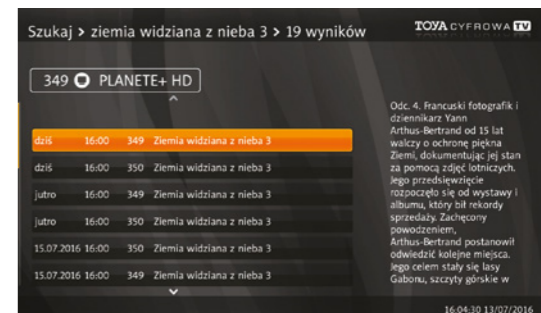 Szukaj > ziemia widziana z nieba 3 > 19 wyników
TOYA CYFROWA TV
349 PLANETE+ HD
dziś 16:00 349 Ziemia widziana z nieba 3
dziś 16:00 350 Ziemia widziana z nieba 3
jutro 16:00 349 Ziemia widziana z nieba 3
jutro 16:00 350 Ziemia widziana z nieba 3
15.07.2016 16:00 350 Ziemia widziana z nieba 3
15.07.2016 16:00 349 Ziemia widziana z nieba 3
Odc. 4. Francuski fotografik i
dziennikarz Yann
Arthus-Bertrand od 15 lat
walczy o ochronę piękna
Ziemi, dokumentując jej stan
za pomocą zdjęć lotniczych.
Jego przedsięwzięcie
rozpoczęło się od wystawy i
albumu, który bił rekordy
sprzedaży. Zachęcony
powodzeniem,
Arthus-Bertrand postanowił
odwiedzić kolejne miejsca.
Jego celem stały się lasy
Gabonu, szczyty górskie w
16:04:30 13/07/2016